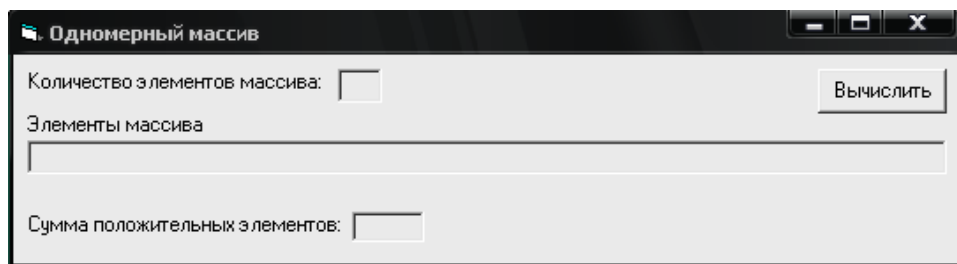 Одномерный массив
Количество элементов массива:
Вычислить
Элементы массива
Сумма положительных элементов: